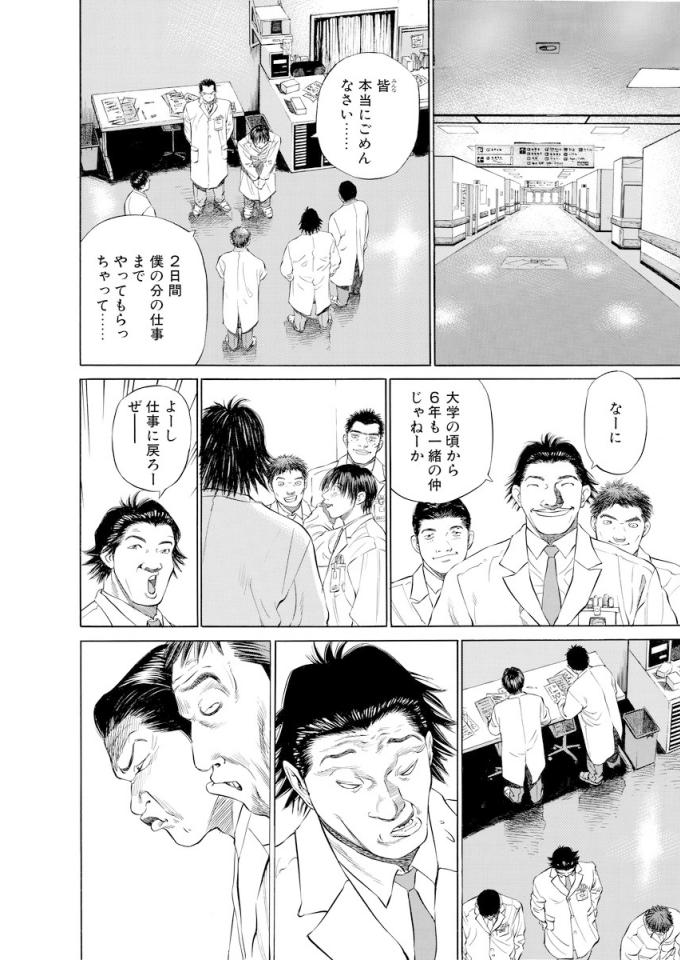 皆
みんな
本当にごめん
なさい……
2日間
僕の分の仕事
まで
やってもらっ
ちゃって……
なーに
大学の頃から
6年も一緒の仲
じゃねーか
よーし
仕事に戻ろー
ぜ――